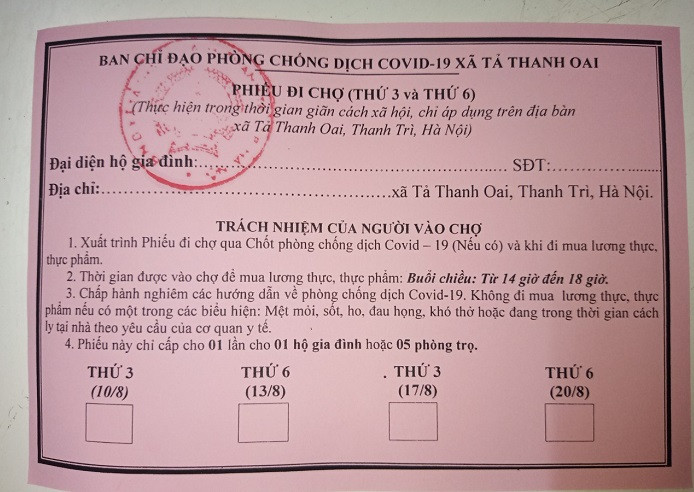 BAN CHỈ ĐẠO PHÒNG CHỐNG DỊCH COVID-19 XÃ TẢ THANH OAI
PHIẾU ĐI CHỢ (THỨ 3 và THỨ 6)
(Thực hiện trong thời gian giãn cách xã hội, chỉ áp dụng trên địa bàn
xã Tả Thanh Oai, Thanh Trì, Hà Nội)
Đại diện hộ gia đình:............................................................ SĐT:......................
Địa chỉ:......................................................xã Tả Thanh Oai, Thanh Trì, Hà Nội.
TRÁCH NHIỆM CỦA NGƯỜI VÀO CHỢ
1. Xuất trình Phiếu đi chợ qua Chốt phòng chống dịch Covid – 19 (Nếu có) và khi đi mua lương thực,
thực phẩm.
2. Thời gian được vào chợ để mua lương thực, thực phẩm: Buổi chiều: Từ 14 giờ đến 18 giờ.
3. Chấp hành nghiêm các hướng dẫn về phòng chống dịch Covid-19. Không đi mua lương thực, thực
phẩm nếu có một trong các biểu hiện: Mệt mỏi, sốt, ho, đau họng, khó thở hoặc đang trong thời gian cách
ly tại nhà theo yêu cầu của cơ quan y tế.
4. Phiếu này chỉ cấp cho 01 lần cho 01 hộ gia đình hoặc 05 phòng trọ.
THỨ 3 THỨ 6 . THỨ 3 THỨ 6
(10/8) (13/8) (17/8) (20/8)